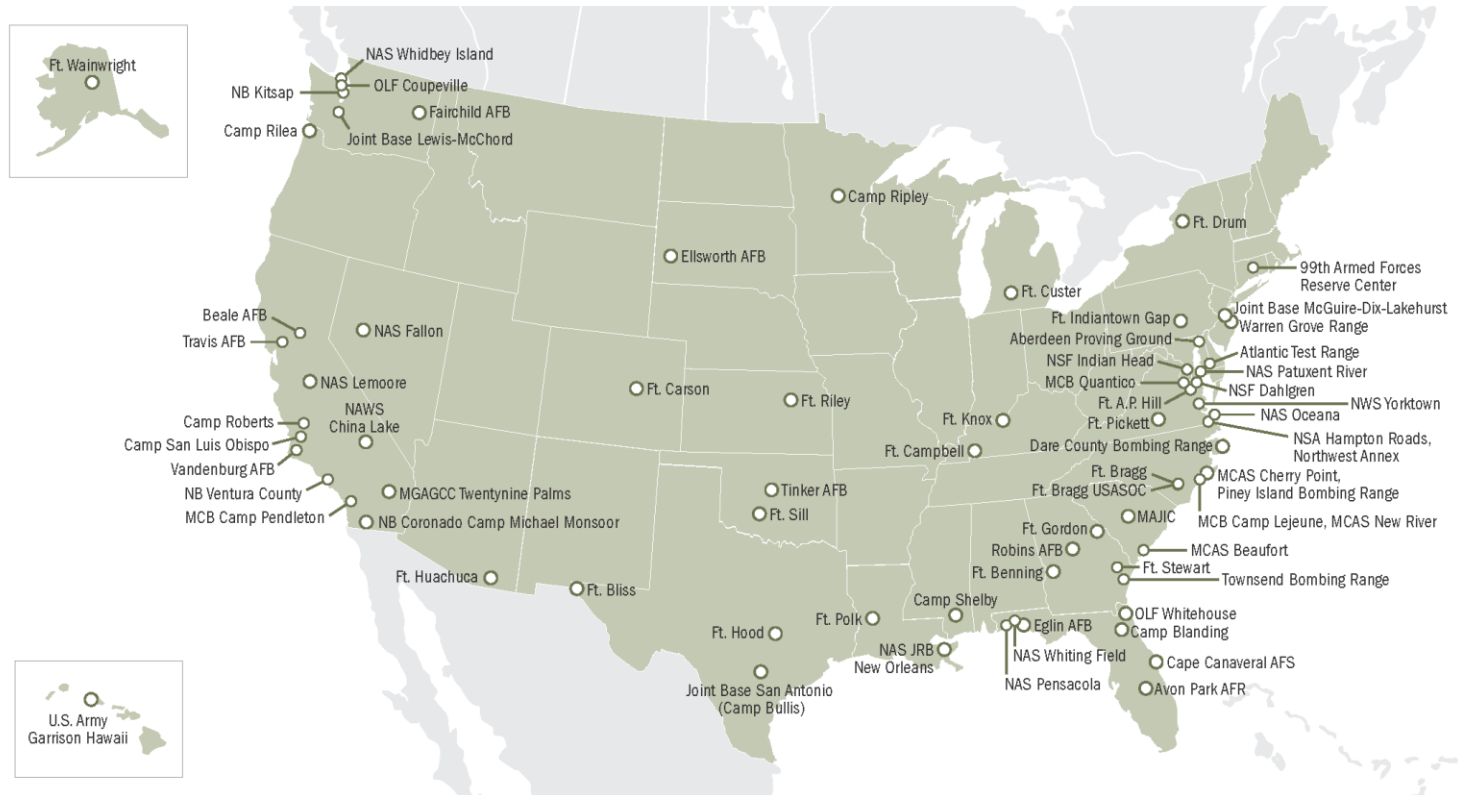 Ft. Wainwright
NAS Whidbey Island
OLF Coupeville
NB Kitsap
Fairchild AFB
Camp Rilea
Joint Base Lewis-McChord
Camp Ripley
Ft. Drum
Ellsworth AFB
99th Armed Forces
Reserve Center
Ft. Custer
Beale AFB
Travis AFB
NAS Fallon
Ft. Indiantown Gap
Joint Base McGuire-Dix-Lakehurst
Warren Grove Range
Aberdeen Proving Ground
Atlantic Test Range
NSF Indian Head
NAS Patuxent River
MCB Quantico
NSF Dahlgren
NAS Lemoore
Ft. Carson
Ft. Riley
Ft. A.P. Hill
NWS Yorktown
NAWS
China Lake
Camp Roberts
Ft. Knox
Ft. Pickett
NAS Oceana
Camp San Luis Obispo
Ft. Campbell
Dare County Bombing Range
NSA Hampton Roads,
Northwest Annex
Vandenburg AFB
NB Ventura County
MGAGCC Twentynine Palms
Tinker AFB
Ft. Bragg
Ft. Bragg USASOC
MCAS Cherry Point,
Piney Island Bombing Range
MCB Camp Pendleton
NB Coronado Camp Michael Monsoor
Ft. Sill
MAJIC
MCB Camp Lejeune, MCAS New River
Ft. Gordon
Robins AFB
MCAS Beaufort
Ft. Huachuca
Ft. Bliss
Ft. Benning
Ft. Stewart
Townsend Bombing Range
Camp Shelby
Ft. Polk
Eglin AFB
OLF Whitehouse
Camp Blanding
Ft. Hood
NAS JRB
New Orleans
NAS Whiting Field
NAS Pensacola
Cape Canaveral AFS
Avon Park AFR
Joint Base San Antonio
(Camp Bullis)
U.S. Army
Garrison Hawaii